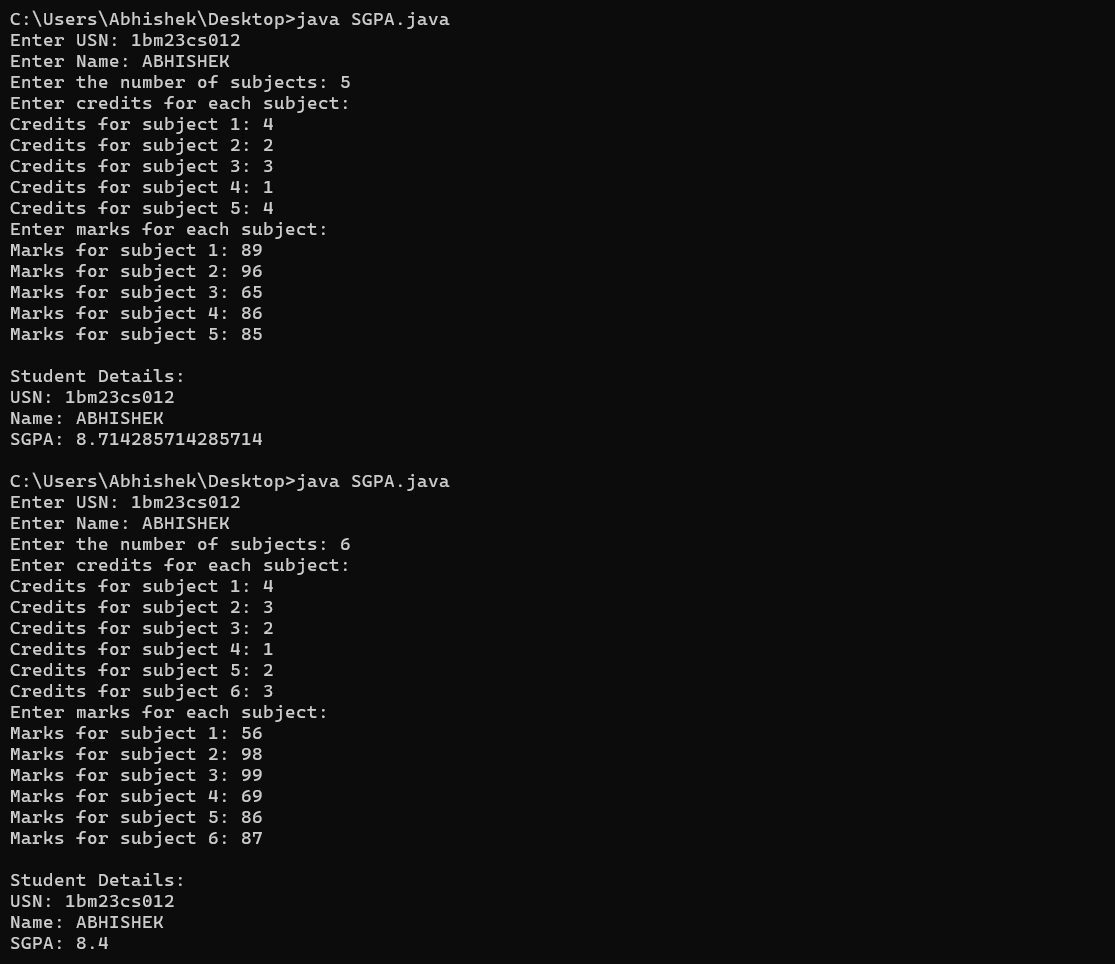 C:\Users\Abhishek\Desktop>java SGPA.java
Enter USN: 1bm23cs012
Enter Name: ABHISHEK
Enter the number of subjects: 5
Enter credits for each subject:
Credits for subject 1: 4
Credits for subject 2: 2
Credits for subject 3: 3
Credits for subject 4: 1
Credits for subject 5: 4
Enter marks for each subject:
Marks for subject 1: 89
Marks for subject 2: 96
Marks for subject 3: 65
Marks for subject 4: 86
Marks for subject 5: 85

Student Details:
USN: 1bm23cs012
Name: ABHISHEK
SGPA: 8.714285714285714

C:\Users\Abhishek\Desktop>java SGPA.java
Enter USN: 1bm23cs012
Enter Name: ABHISHEK
Enter the number of subjects: 6
Enter credits for each subject:
Credits for subject 1: 4
Credits for subject 2: 3
Credits for subject 3: 2
Credits for subject 4: 1
Credits for subject 5: 2
Credits for subject 6: 3
Enter marks for each subject:
Marks for subject 1: 56
Marks for subject 2: 98
Marks for subject 3: 99
Marks for subject 4: 69
Marks for subject 5: 86
Marks for subject 6: 87

Student Details:
USN: 1bm23cs012
Name: ABHISHEK
SGPA: 8.4